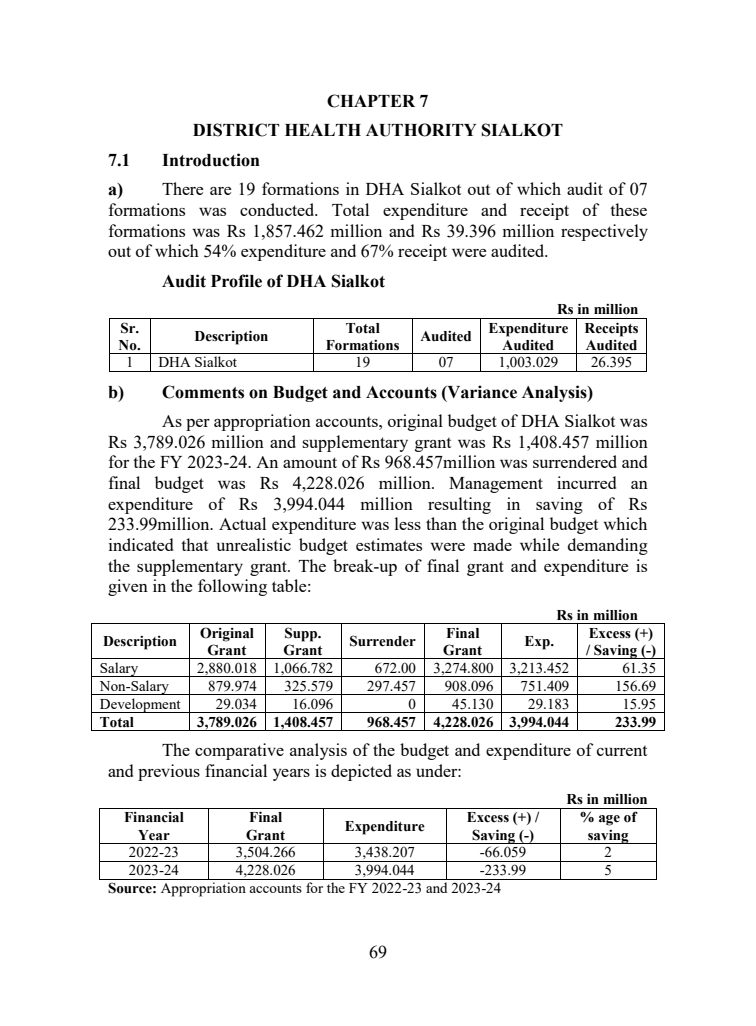 CHAPTER 7
DISTRICT HEALTH AUTHORITY SIALKOT
7.1 Introduction
a) There are 19 formations in DHA Sialkot out of which audit of 07
formations was conducted. Total expenditure and receipt of these
formations was Rs 1,857.462 million and Rs 39.396 million respectively
out of which 54% expenditure and 67% receipt were audited.
Audit Profile of DHA Sialkot
Rs in million
Sr. No. Description Total Formations Audited Expenditure Audited Receipts Audited
1 DHA Sialkot 19 07 1,003.029 26.395
b) Comments on Budget and Accounts (Variance Analysis)
As per appropriation accounts, original budget of DHA Sialkot was
Rs 3,789.026 million and supplementary grant was Rs 1,408.457 million
for the FY 2023-24. An amount of Rs 968.457million was surrendered and
final budget was Rs 4,228.026 million. Management incurred an
expenditure of Rs 3,994.044 million resulting in saving of Rs
233.99million. Actual expenditure was less than the original budget which
indicated that unrealistic budget estimates were made while demanding
the supplementary grant. The break-up of final grant and expenditure is
given in the following table:
Rs in million
Description Original Grant Supp. Grant Surrender Final Grant Exp. Excess (+) / Saving (-)
Salary 2,880.018 1,066.782 672.00 3,274.800 3,213.452 61.35
Non-Salary 879.974 325.579 297.457 908.096 751.409 156.69
Development 29.034 16.096 0 45.130 29.183 15.95
Total 3,789.026 1,408.457 968.457 4,228.026 3,994.044 233.99
The comparative analysis of the budget and expenditure of current
and previous financial years is depicted as under:
Rs in million
Financial Year Final Grant Expenditure Excess (+) / Saving (-) % age of saving
2022-23 3,504.266 3,438.207 -66.059 2
2023-24 4,228.026 3,994.044 -233.99 5
Source: Appropriation accounts for the FY 2022-23 and 2023-24
69